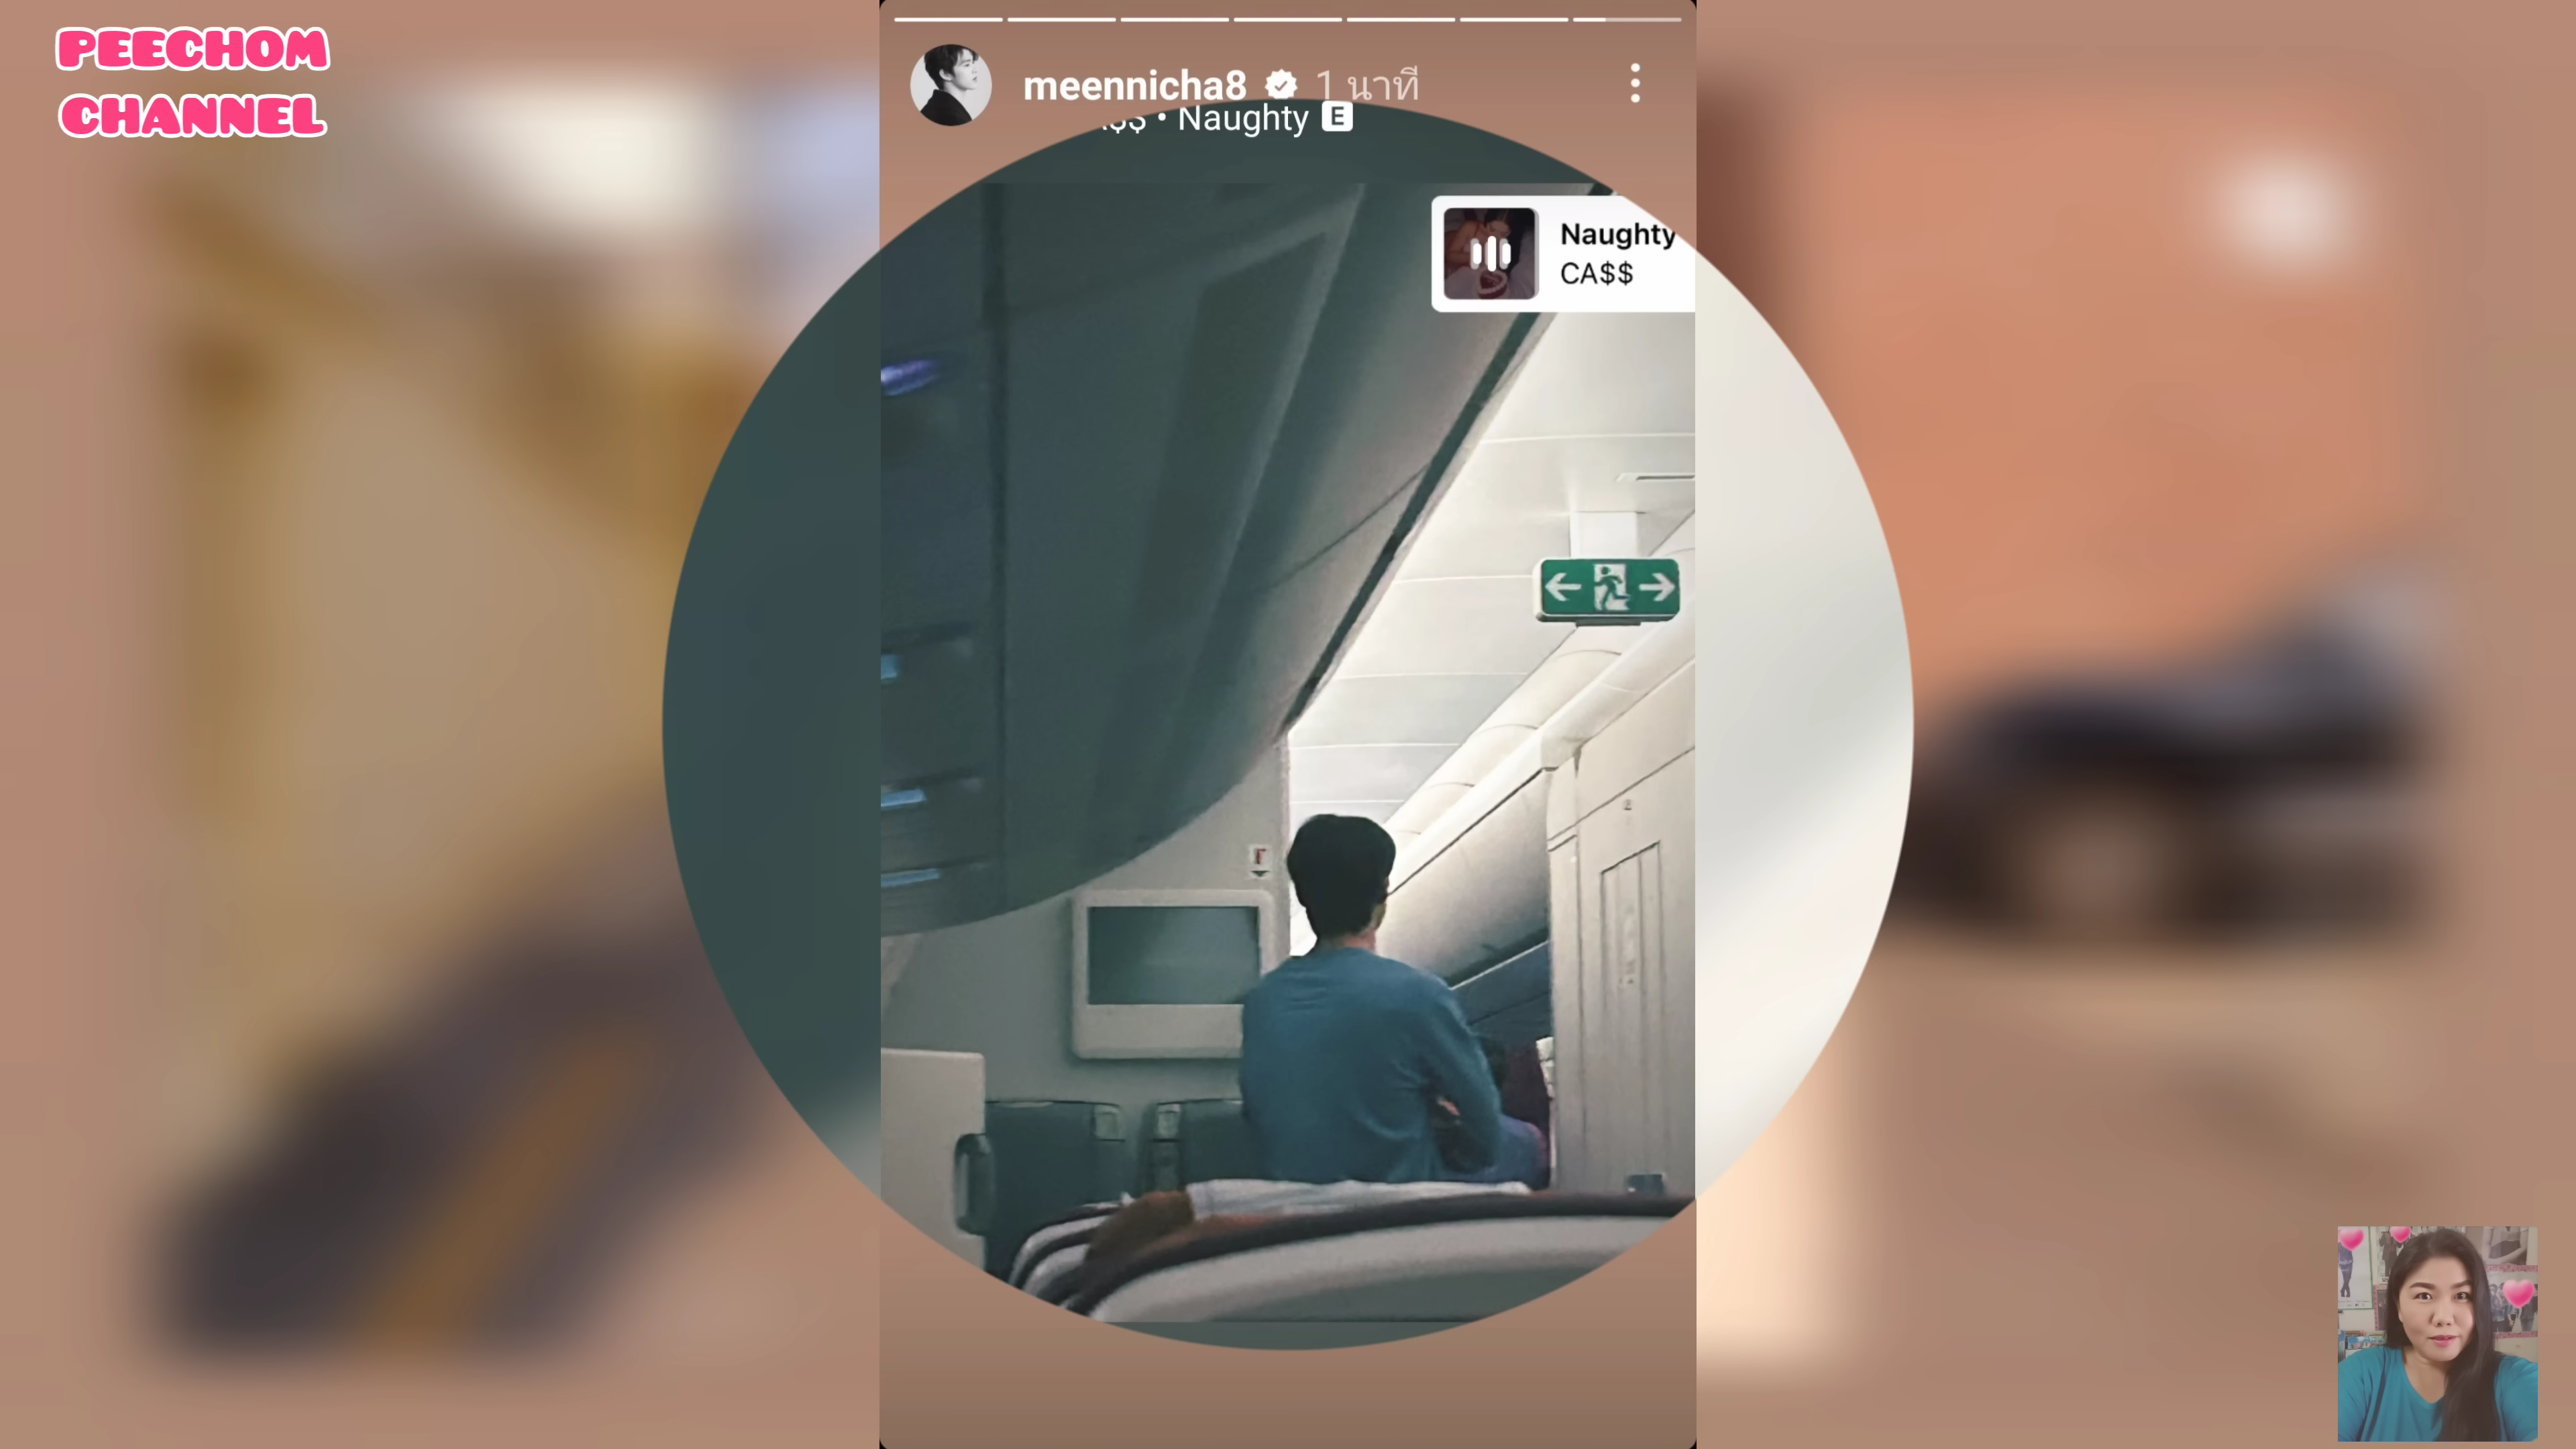 PEECHOM
CHANNEL
meennicha8 1 นาที
$$ • Naughty E
Naughty
CA$$